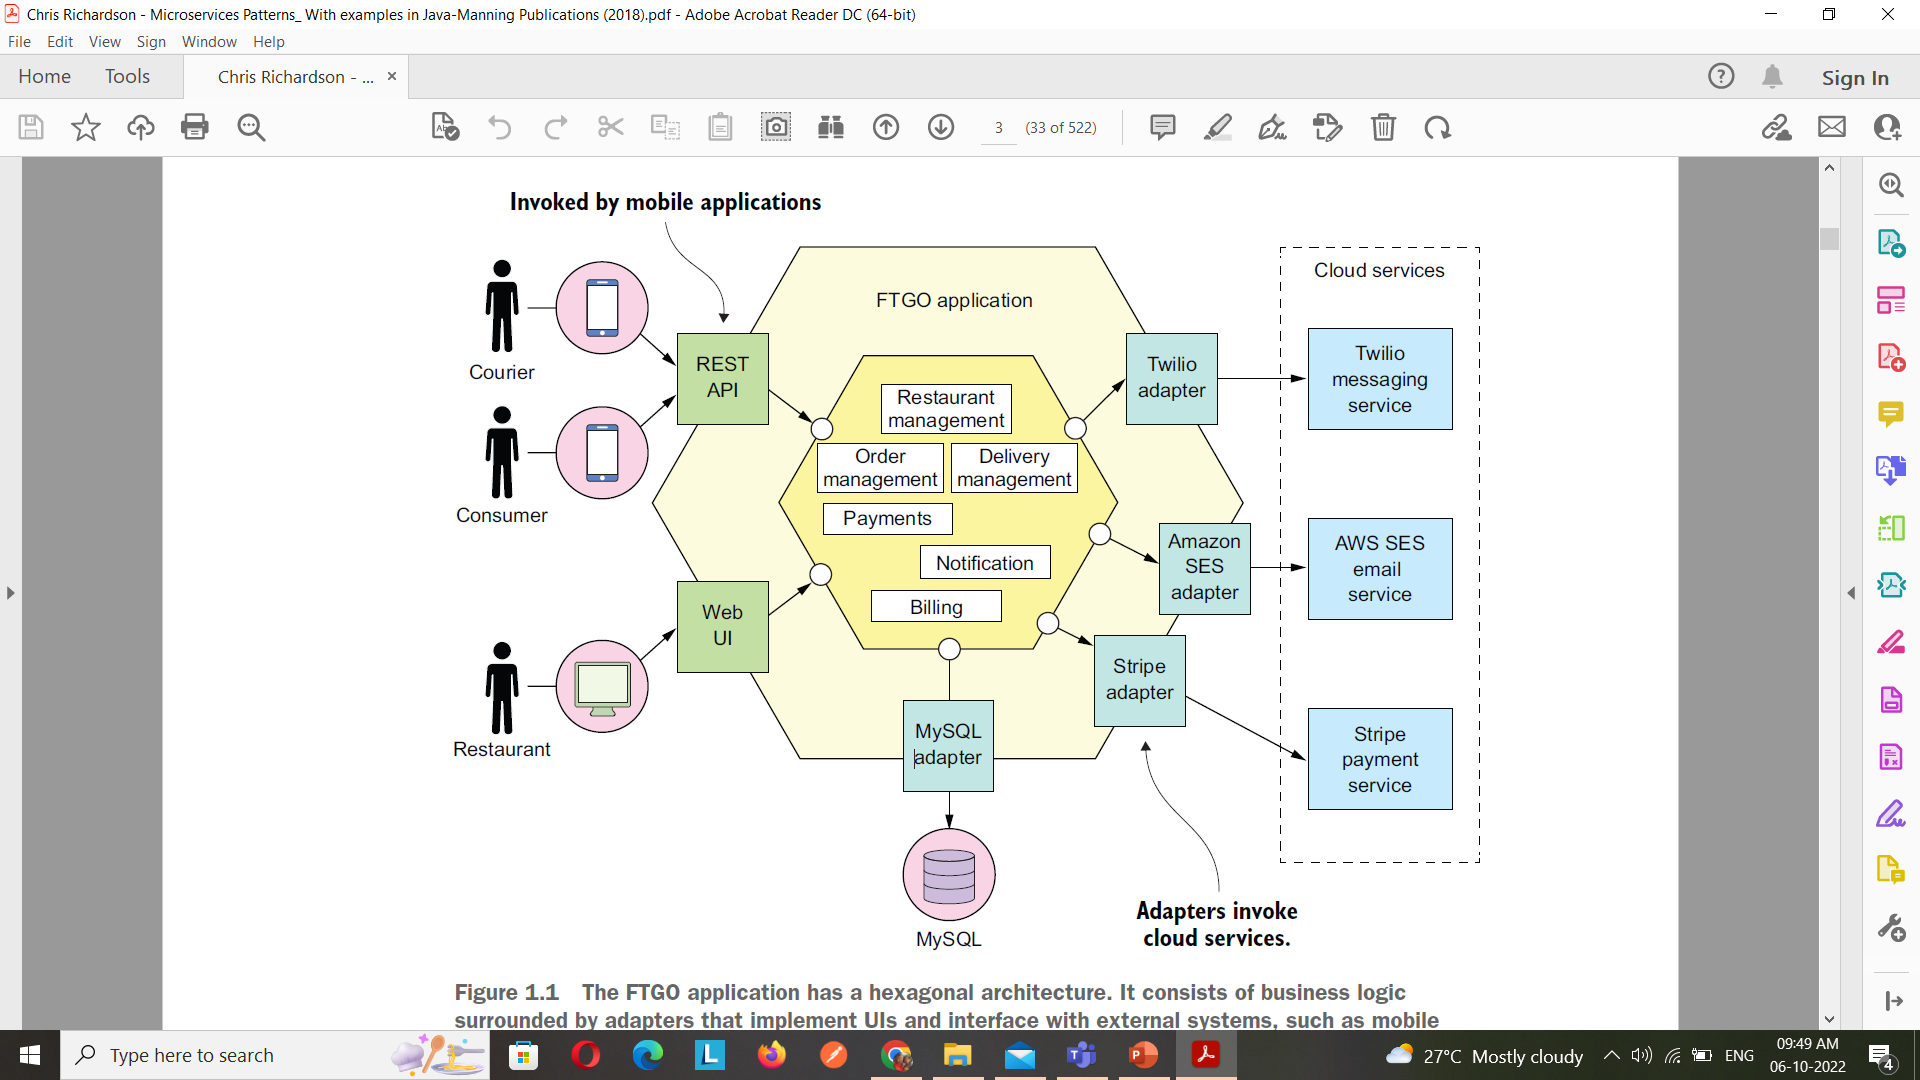 Chris Richardson - Microservices Patterns_ With examples in Java-Manning Publications (2018).pdf - Adobe Acrobat Reader DC (64-bit)
File Edit View Sign Window Help
Home Tools Chris Richardson - ... × Sign In
3 (33 of 522)
Invoked by mobile applications
Cloud services
FTGO application
Courier
REST
API
Twilio
adapter
Twilio
messaging
service
Restaurant
management
Order
management
Delivery
management
Consumer
Payments
Notification
Billing
Amazon
SES
adapter
AWS SES
email
service
Web
UI
Stripe
adapter
Restaurant
MySQL
adapter
Stripe
payment
service
MySQL
Adapters invoke
cloud services.
Figure 1.1 The FTGO application has a hexagonal architecture. It consists of business logic
surrounded by adapters that implement UIs and interface with external systems, such as mobile
Type here to search
27°C Mostly cloudy
ENG
09:49 AM
06-10-2022
4